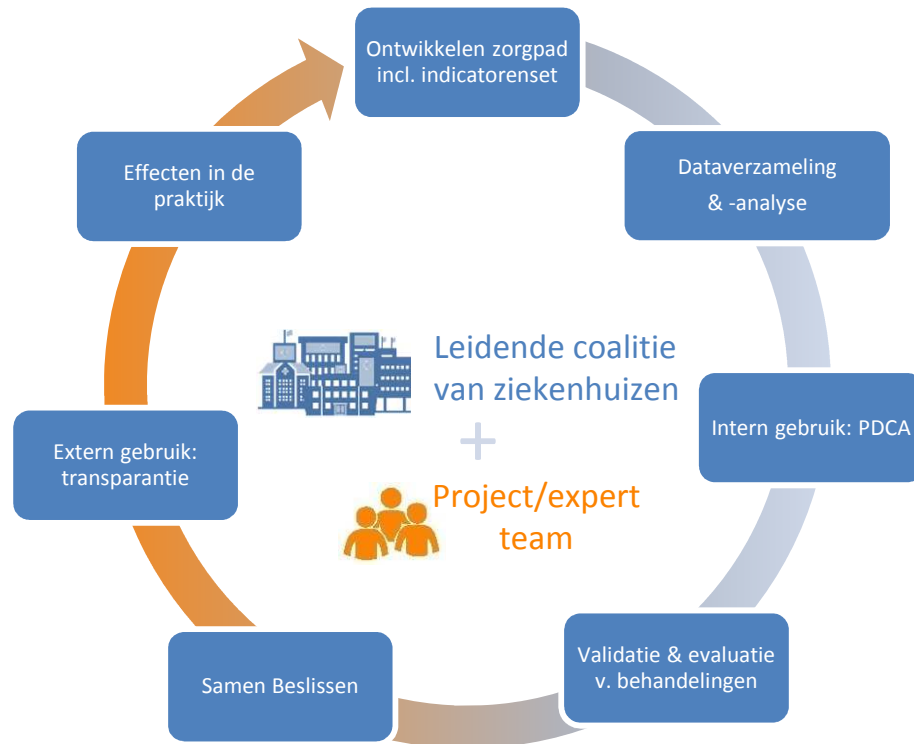 Ontwikkelen zorgpad
incl. indicatorenset
Dataverzameling
& -analyse
Intern gebruik: PDCA
Validatie & evaluatie
v. behandelingen
Samen Beslissen
Extern gebruik:
transparantie
Effecten in de
praktijk
Leidende coalitie
van ziekenhuizen
+
Project/expert
team